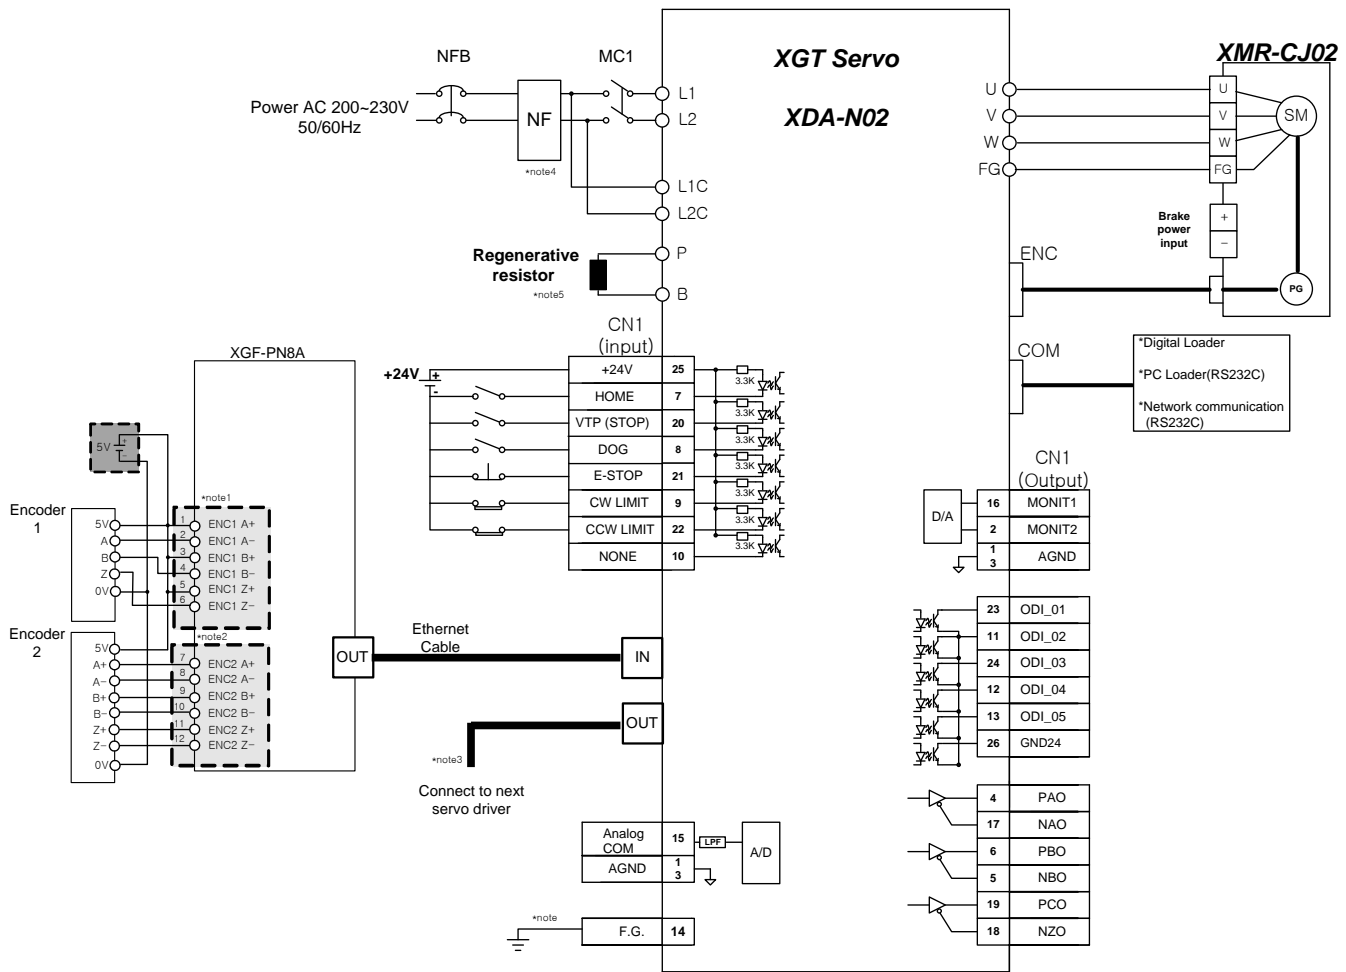 XGT Servo
XDA-N02
XMR-CJ02
NFB
MC1
Power AC 200~230V
50/60Hz
NF
*note4
L1
L2
L1C
L2C
Regenerative
resistor
*note5
P
B
U
V
W
FG
U
V
W
FG
SM
Brake
power
input
+
−
PG
ENC
COM
*Digital Loader
*PC Loader(RS232C)
*Network communication
(RS232C)
CN1
(input)
+24V
+
-
+24V 25
HOME 7
VTP (STOP) 20
DOG 8
E-STOP 21
CW LIMIT 9
CCW LIMIT 22
NONE 10
3.3K
3.3K
3.3K
3.3K
3.3K
3.3K
3.3K
XGF-PN8A
5V
+
-
*note1
Encoder
1
5V
A
B
Z
0V
1 ENC1 A+
2 ENC1 A-
3 ENC1 B+
4 ENC1 B-
5 ENC1 Z+
6 ENC1 Z-
*note2
Encoder
2
5V
A+
A-
B+
B-
Z+
Z-
0V
7 ENC2 A+
8 ENC2 A-
9 ENC2 B+
10 ENC2 B-
11 ENC2 Z+
12 ENC2 Z-
OUT
Ethernet
Cable
IN
OUT
*note3
Connect to next
servo driver
Analog
COM
15
LPF
A/D
AGND
1
3
*note
F.G. 14
CN1
(Output)
D/A
16 MONIT1
2 MONIT2
1
3
AGND
23 ODI_01
11 ODI_02
24 ODI_03
12 ODI_04
13 ODI_05
26 GND24
4 PAO
17 NAO
6 PBO
5 NBO
19 PCO
18 NZO